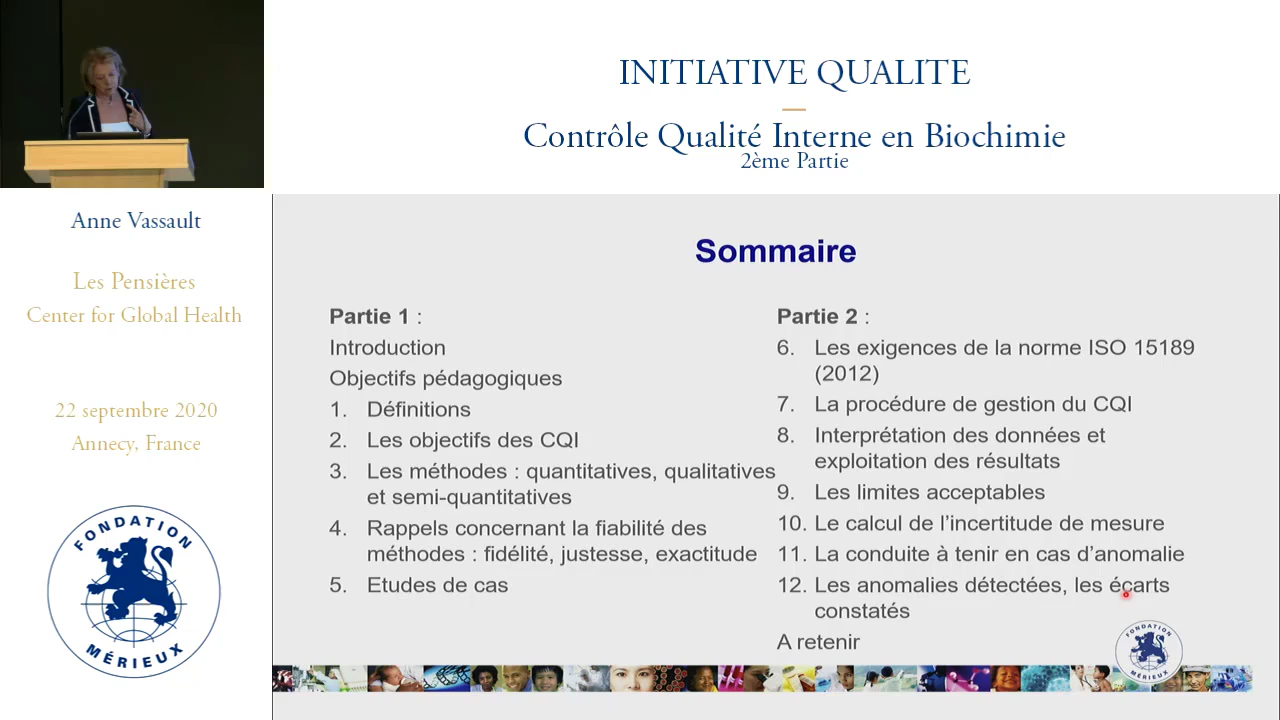 INITIATIVE QUALITE
Contrôle Qualité Interne en Biochimie
2ème Partie
Anne Vassault
Les Pensières
Center for Global Health
22 septembre 2020
Annecy, France
FONDATION
MÉRIEUX
Sommaire
Partie 1 :
Introduction
Objectifs pédagogiques
1. Définitions
2. Les objectifs des CQI
3. Les méthodes : quantitatives, qualitatives
et semi-quantitatives
4. Rappels concernant la fiabilité des
méthodes : fidélité, justesse, exactitude
5. Etudes de cas
Partie 2 :
6. Les exigences de la norme ISO 15189
(2012)
7. La procédure de gestion du CQI
8. Interprétation des données et
exploitation des résultats
9. Les limites acceptables
10. Le calcul de l'incertitude de mesure
11. La conduite à tenir en cas d'anomalie
12. Les anomalies détectées, les écarts
constatés
A retenir
FONDATION
MÉRIEUX